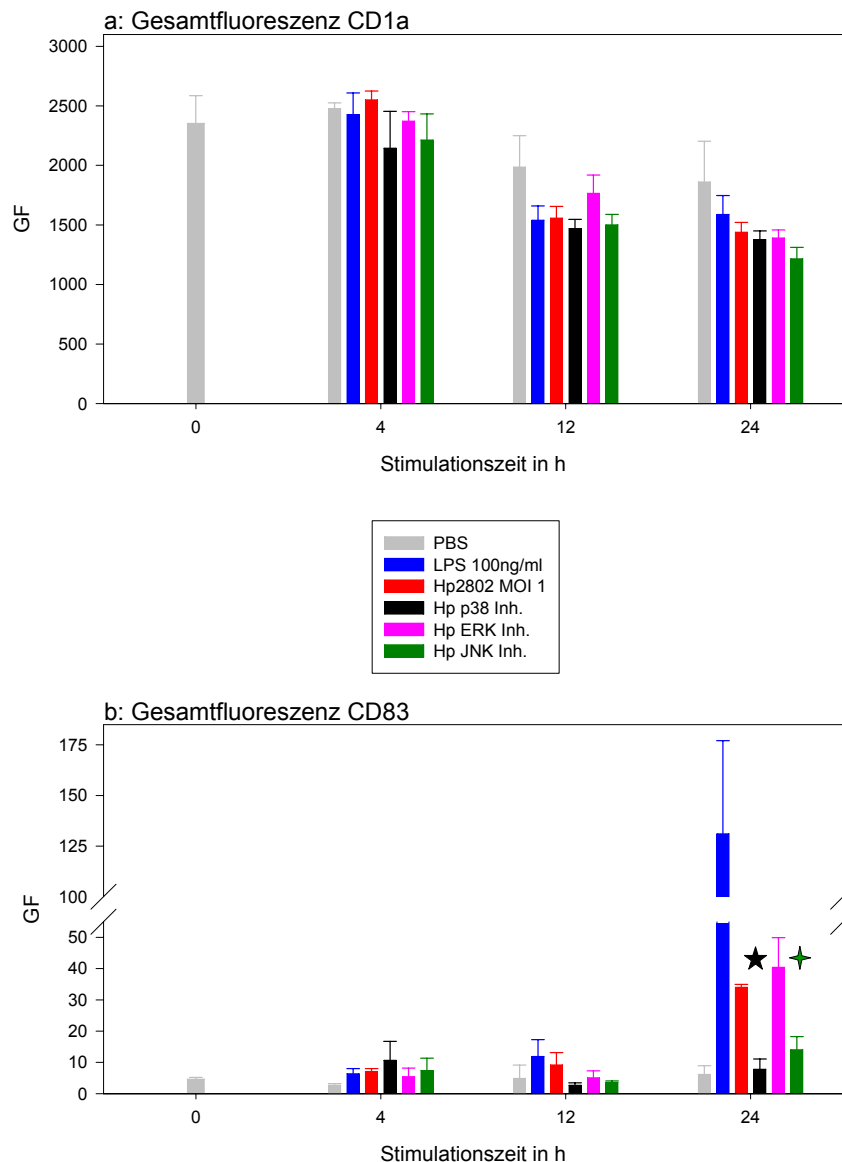 a: Gesamtfluoreszenz CD1a
3000
2500
2000
1500
1000
500
0
GF
0 4 12 24
Stimulationszeit in h
PBS
LPS 100ng/ml
Hp2802 MOI 1
Hp p38 Inh.
Hp ERK Inh.
Hp JNK Inh.
b: Gesamtfluoreszenz CD83
175
150
125
100
GF
50
40
30
20
10
0
0 4 12 24
Stimulationszeit in h